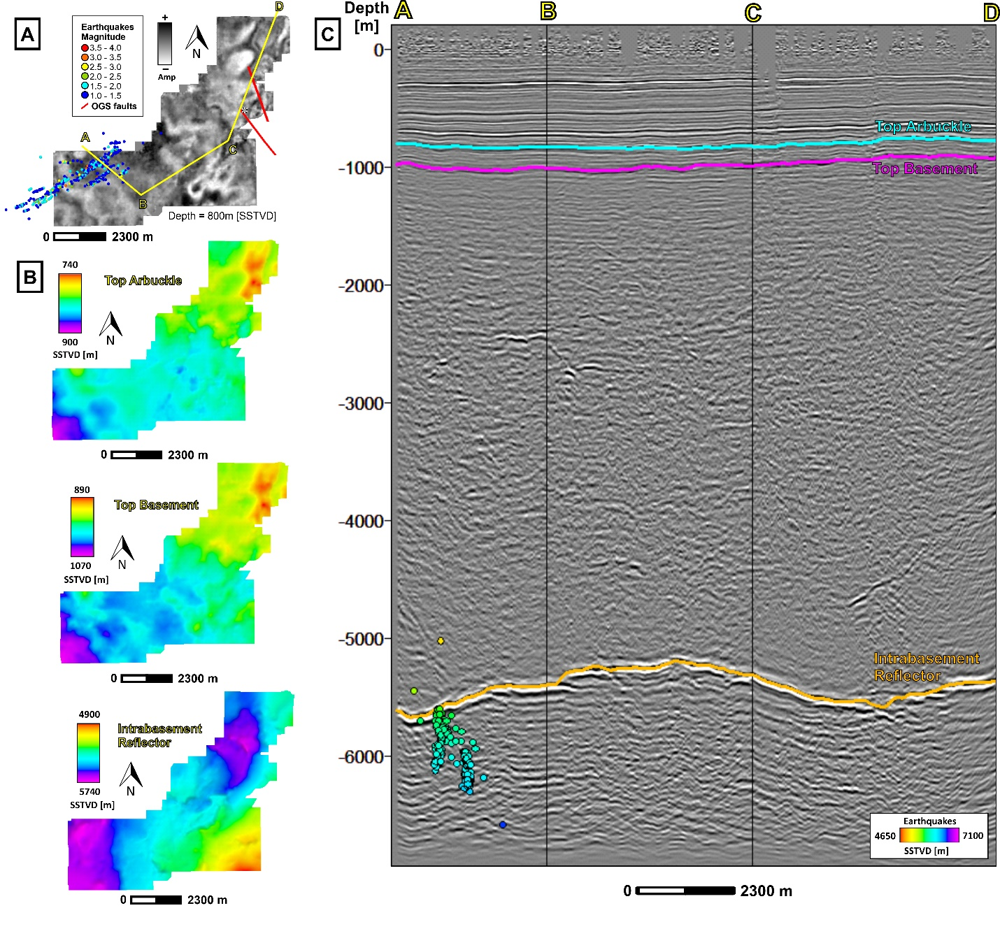 A
Earthquakes
Magnitude
3.5 - 4.0
3.0 - 3.5
2.5 - 3.0
2.0 - 2.5
1.5 - 2.0
1.0 - 1.5
OGS faults
+
−
Amp
N
A
B
C
D
Depth = 800m [SSTVD]
0 2300 m
B
740
900
SSTVD [m]
Top Arbuckle
N
0 2300 m
890
1070
SSTVD [m]
Top Basement
N
0 2300 m
4900
5740
SSTVD [m]
Intrabasement
Reflector
N
0 2300 m
C
Depth
[m]
A B C D
0
-1000
-2000
-3000
-4000
-5000
-6000
Top Arbuckle
Top Basement
Intrabasement
Reflector
Earthquakes
4650 7100
SSTVD [m]
0 2300 m